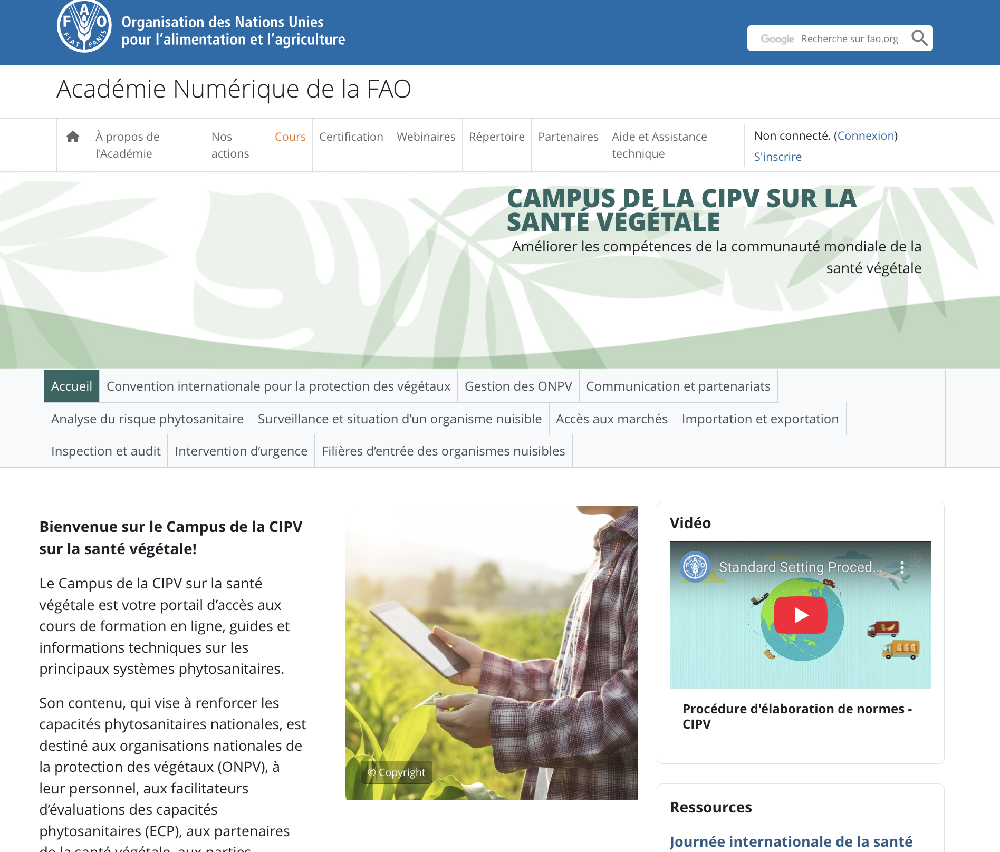 F A O
FIAT PANIS
Organisation des Nations Unies
pour l'alimentation et l'agriculture
Google Recherche sur fao.org
Académie Numérique de la FAO
À propos de
l'Académie
Nos
actions
Cours
Certification
Webinaires
Répertoire
Partenaires
Aide et Assistance
technique
Non connecté. (Connexion)
S'inscrire
CAMPUS DE LA CIPV SUR LA
SANTÉ VÉGÉTALE
Améliorer les compétences de la communauté mondiale de la
santé végétale
Accueil
Convention internationale pour la protection des végétaux
Gestion des ONPV
Communication et partenariats
Analyse du risque phytosanitaire
Surveillance et situation d’un organisme nuisible
Accès aux marchés
Importation et exportation
Inspection et audit
Intervention d’urgence
Filières d’entrée des organismes nuisibles
Bienvenue sur le Campus de la CIPV
sur la santé végétale!
Le Campus de la CIPV sur la santé
végétale est votre portail d’accès aux
cours de formation en ligne, guides et
informations techniques sur les
principaux systèmes phytosanitaires.
Son contenu, qui vise à renforcer les
capacités phytosanitaires nationales, est
destiné aux organisations nationales de
la protection des végétaux (ONPV), à
leur personnel, aux facilitateurs
d’évaluations des capacités
phytosanitaires (ECP), aux partenaires
de la santé végétale, aux parties
© Copyright
Vidéo
F A O
Standard Setting Proced...
Procédure d'élaboration de normes -
CIPV
Ressources
Journée internationale de la santé